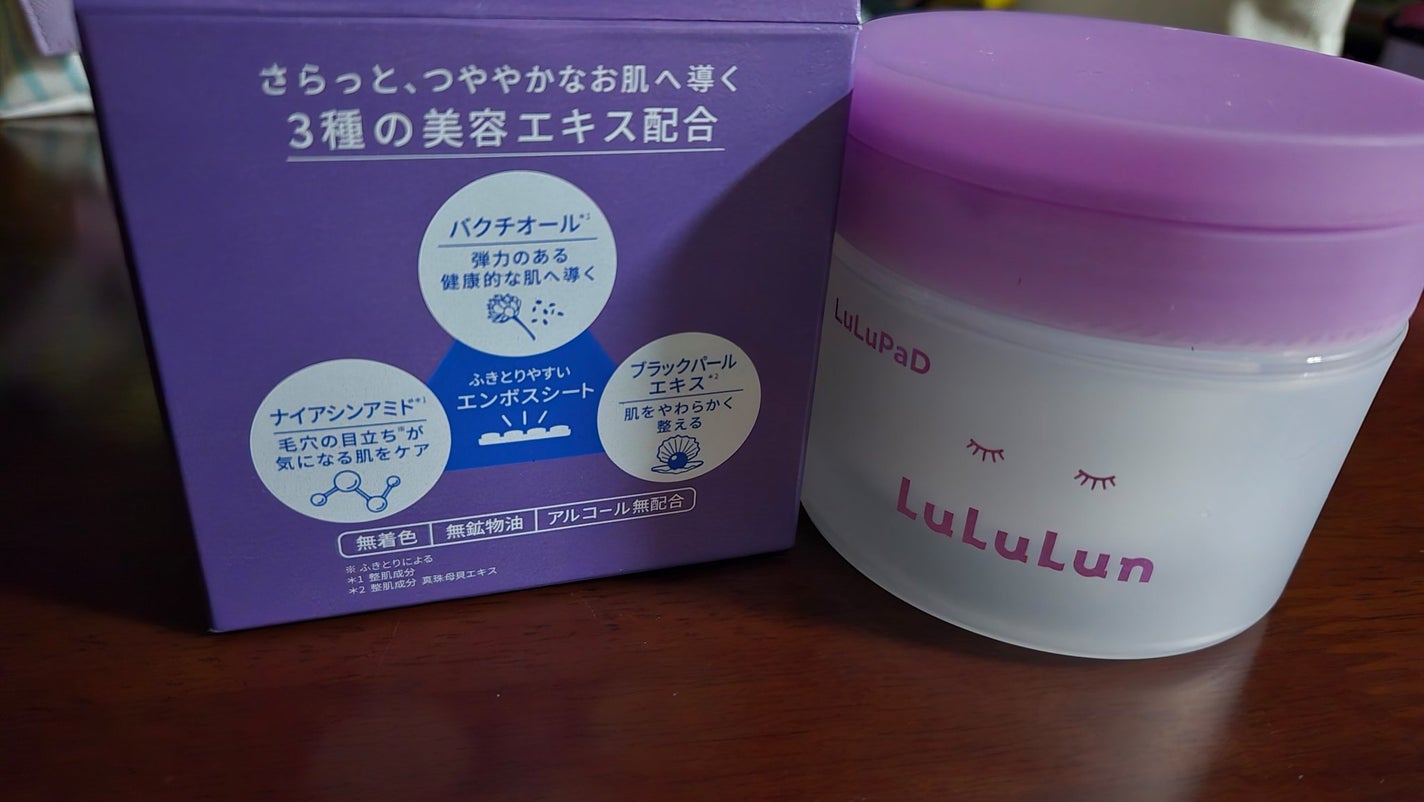 さらっと、つややかなお肌へ導く
3種の美容エキス配合
バクチオール*1
弾力のある
健康的な肌へ導く
ナイアシンアミド*1
毛穴の目立ち※が
気になる肌をケア
ふきとりやすい
エンボスシート
ブラックパール
エキス*2
肌をやわらかく
整える
無着色 無鉱物油 アルコール無配合
※ ふきとりによる
*1 整肌成分
*2 整肌成分 真珠母貝エキス
LuLuPaD
LuLuLun